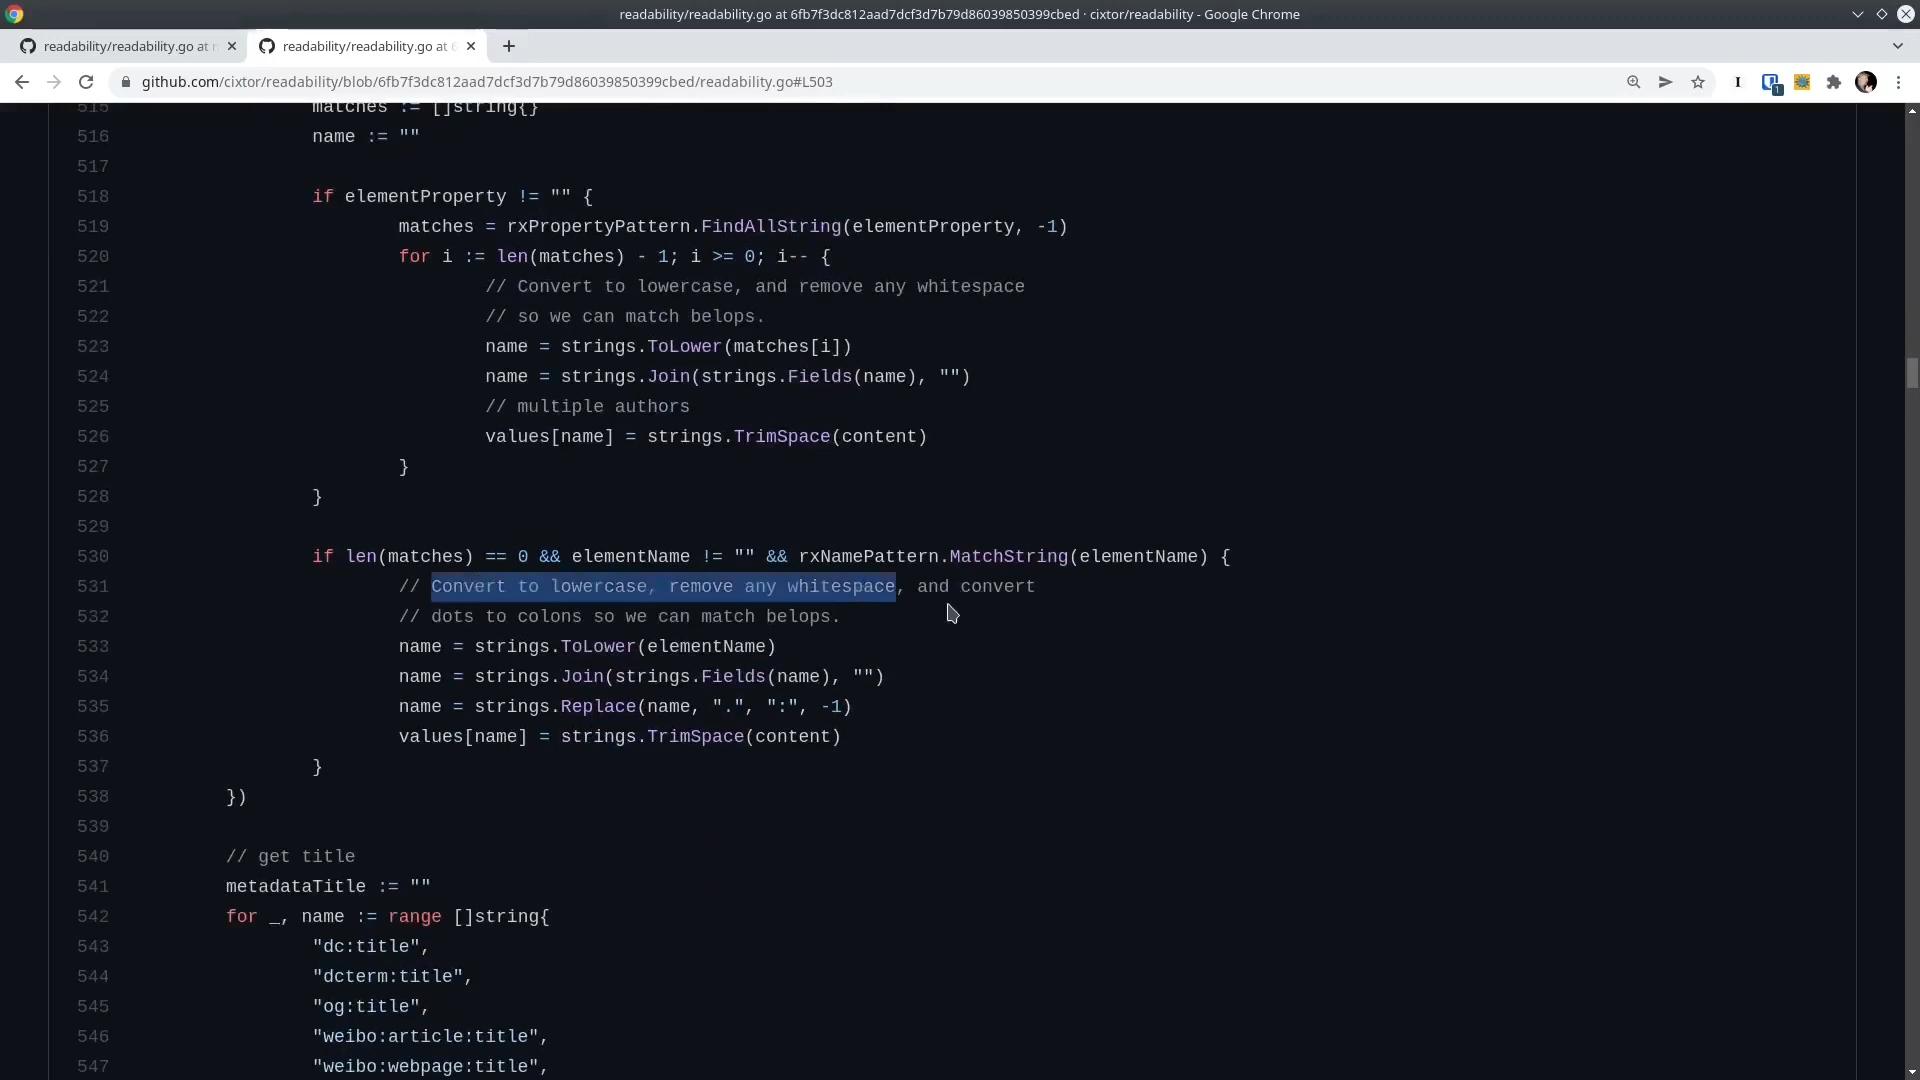 readability/readability.go at 6fb7f3dc812aad7dcf3d7b79d86039850399cbed · cixtor/readability - Google Chrome
readability/readability.go at
readability/readability.go at 6
github.com/cixtor/readability/blob/6fb7f3dc812aad7dcf3d7b79d86039850399cbed/readability.go#L503
515 matches := []string{}
516 name := ""
517
518 if elementProperty != "" {
519 matches = rxPropertyPattern.FindAllString(elementProperty, -1)
520 for i := len(matches) - 1; i >= 0; i-- {
521 // Convert to lowercase, and remove any whitespace
522 // so we can match belops.
523 name = strings.ToLower(matches[i])
524 name = strings.Join(strings.Fields(name), "")
525 // multiple authors
526 values[name] = strings.TrimSpace(content)
527 }
528 }
529
530 if len(matches) == 0 && elementName != "" && rxNamePattern.MatchString(elementName) {
531 // Convert to lowercase, remove any whitespace, and convert
532 // dots to colons so we can match belops.
533 name = strings.ToLower(elementName)
534 name = strings.Join(strings.Fields(name), "")
535 name = strings.Replace(name, ".", ":", -1)
536 values[name] = strings.TrimSpace(content)
537 }
538 })
539
540 // get title
541 metadataTitle := ""
542 for _, name := range []string{
543 "dc:title",
544 "dcterm:title",
545 "og:title",
546 "weibo:article:title",
547 "weibo:webpage:title",